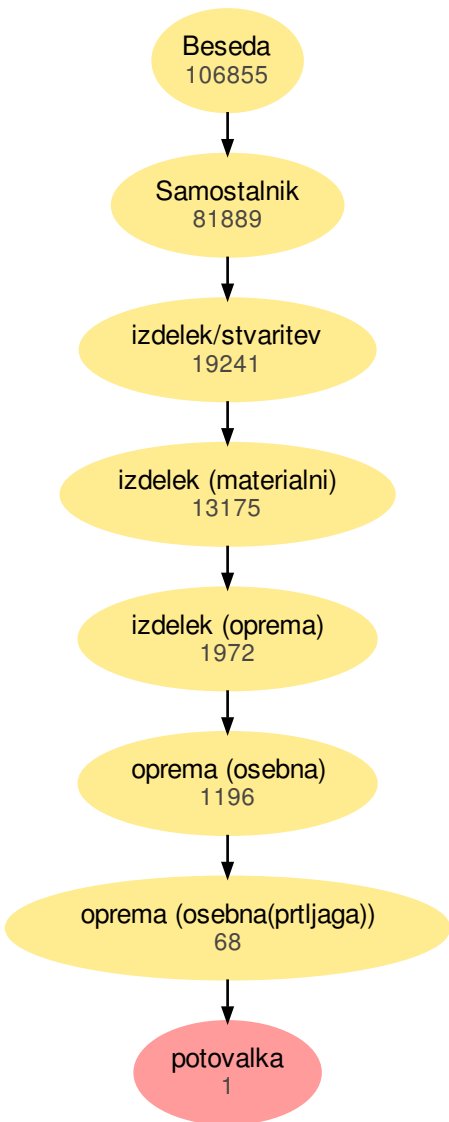 Beseda
106855
Samostalnik
81889
izdelek/stvaritev
19241
izdelek (materialni)
13175
izdelek (oprema)
1972
oprema (osebna)
1196
oprema (osebna(prtljaga))
68
potovalka
1